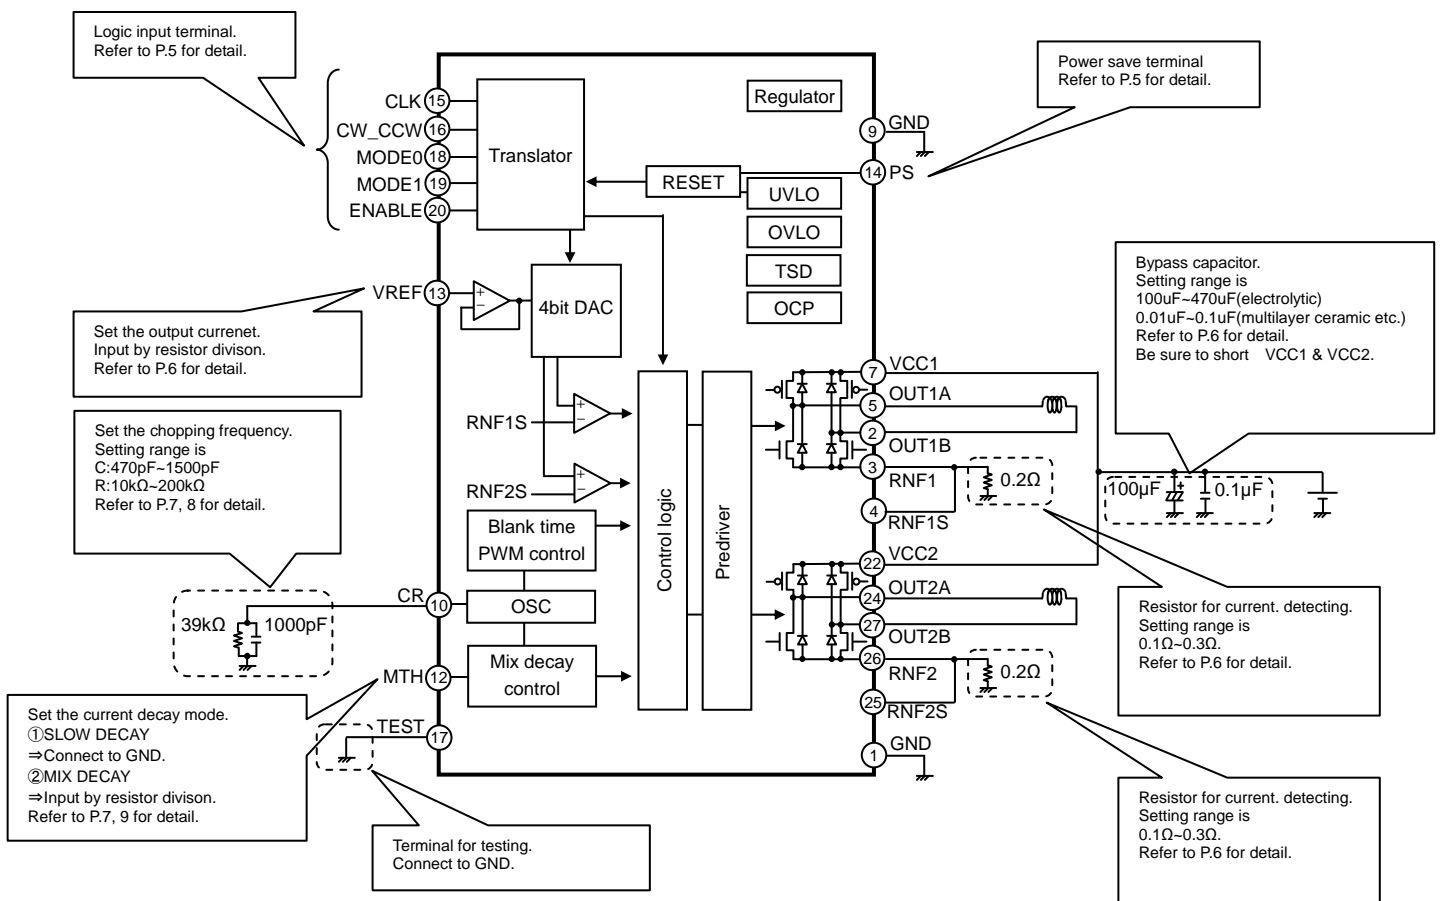 Logic input terminal.
Refer to P.5 for detail.
Power save terminal
Refer to P.5 for detail.
CLK 15
CW_CCW 16
MODE0 18
MODE1 19
ENABLE 20
Translator
Regulator
9 GND
14 PS
RESET
UVLO
OVLO
TSD
OCP
VREF 13
+
−
4bit DAC
Set the output currenet.
Input by resistor divison.
Refer to P.6 for detail.
Bypass capacitor.
Setting range is
100uF~470uF(electrolytic)
0.01uF~0.1uF(multilayer ceramic etc.)
Refer to P.6 for detail.
Be sure to short VCC1 & VCC2.
Set the chopping frequency.
Setting range is
C:470pF~1500pF
R:10kΩ~200kΩ
Refer to P.7, 8 for detail.
RNF1S
+
−
RNF2S
+
−
Blank time
PWM control
OSC
Mix decay
control
Control logic
Predriver
7 VCC1
5 OUT1A
2 OUT1B
3 RNF1
4 RNF1S
0.2Ω
100µF
+
0.1µF
22 VCC2
24 OUT2A
27 OUT2B
26 RNF2
25 RNF2S
0.2Ω
1 GND
CR 10
39kΩ
1000pF
MTH 12
TEST 17
Set the current decay mode.
①SLOW DECAY
⇒Connect to GND.
②MIX DECAY
⇒Input by resistor divison.
Refer to P.7, 9 for detail.
Terminal for testing.
Connect to GND.
Resistor for current. detecting.
Setting range is
0.1Ω~0.3Ω.
Refer to P.6 for detail.
Resistor for current. detecting.
Setting range is
0.1Ω~0.3Ω.
Refer to P.6 for detail.